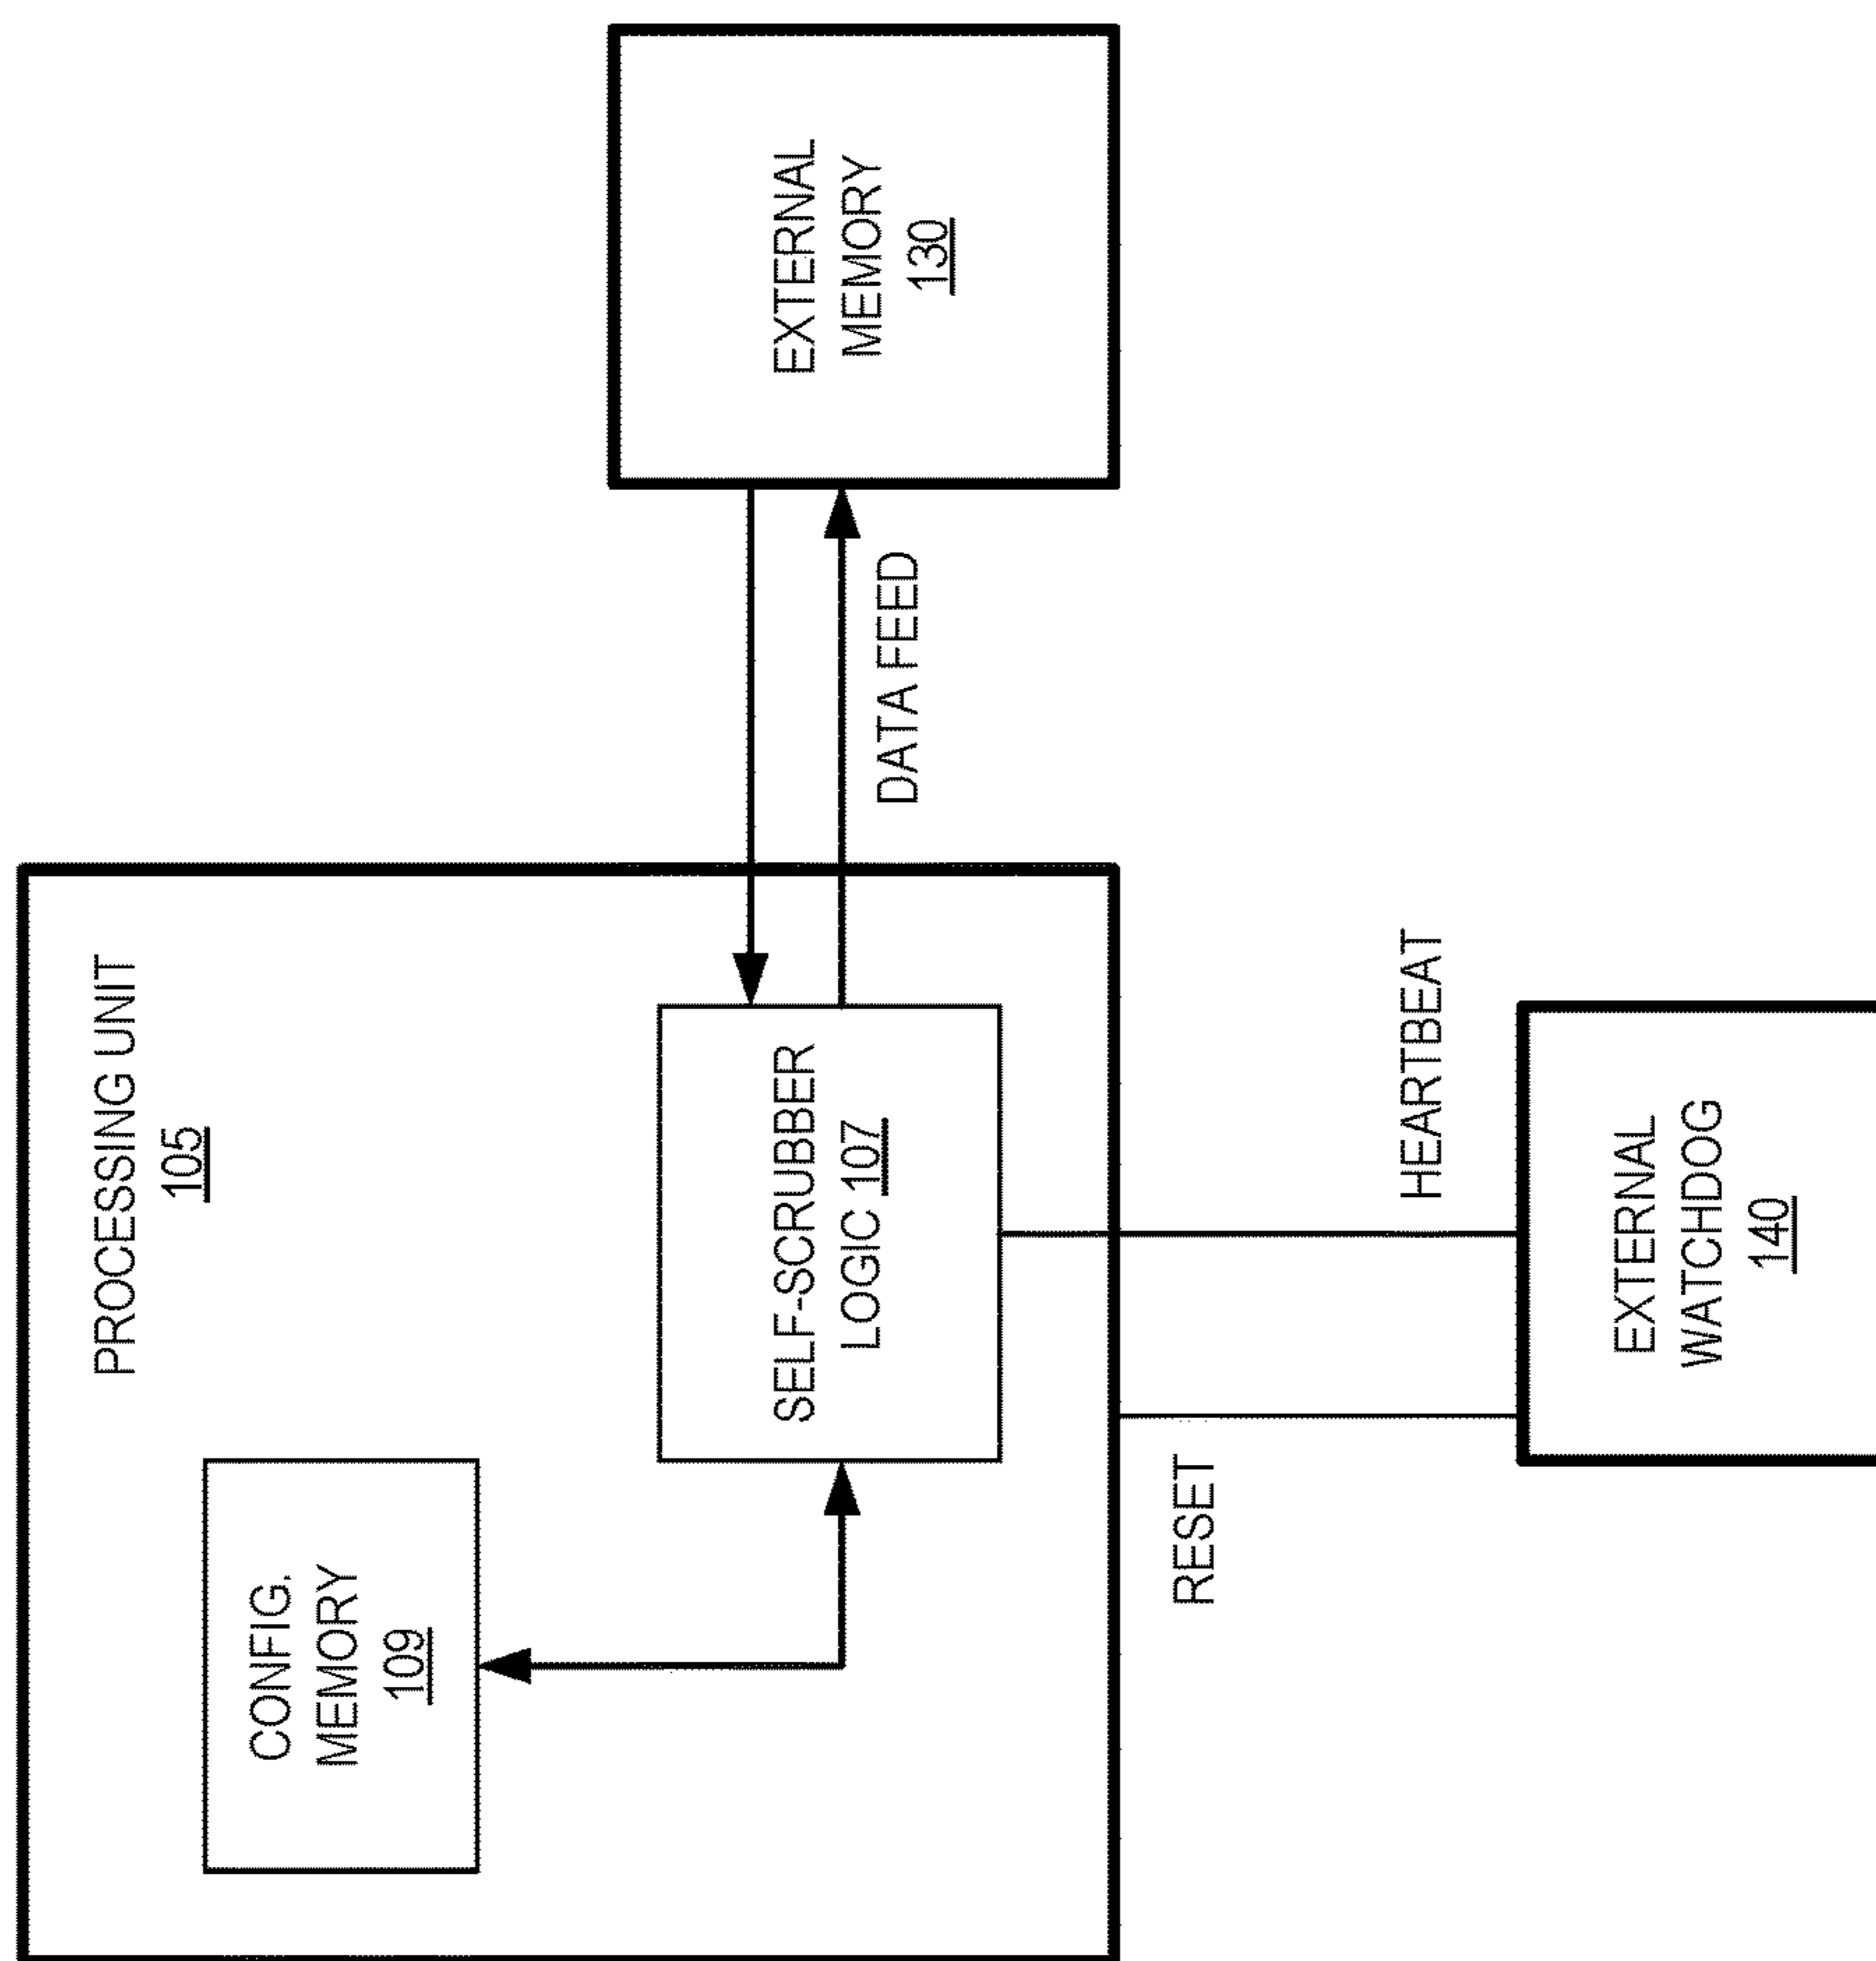 PROCESSING UNIT
105
CONFIG.
MEMORY
109
SELF-SCRUBBER
LOGIC 107
DATA FEED
EXTERNAL
MEMORY
130
RESET
HEARTBEAT
EXTERNAL
WATCHDOG
140